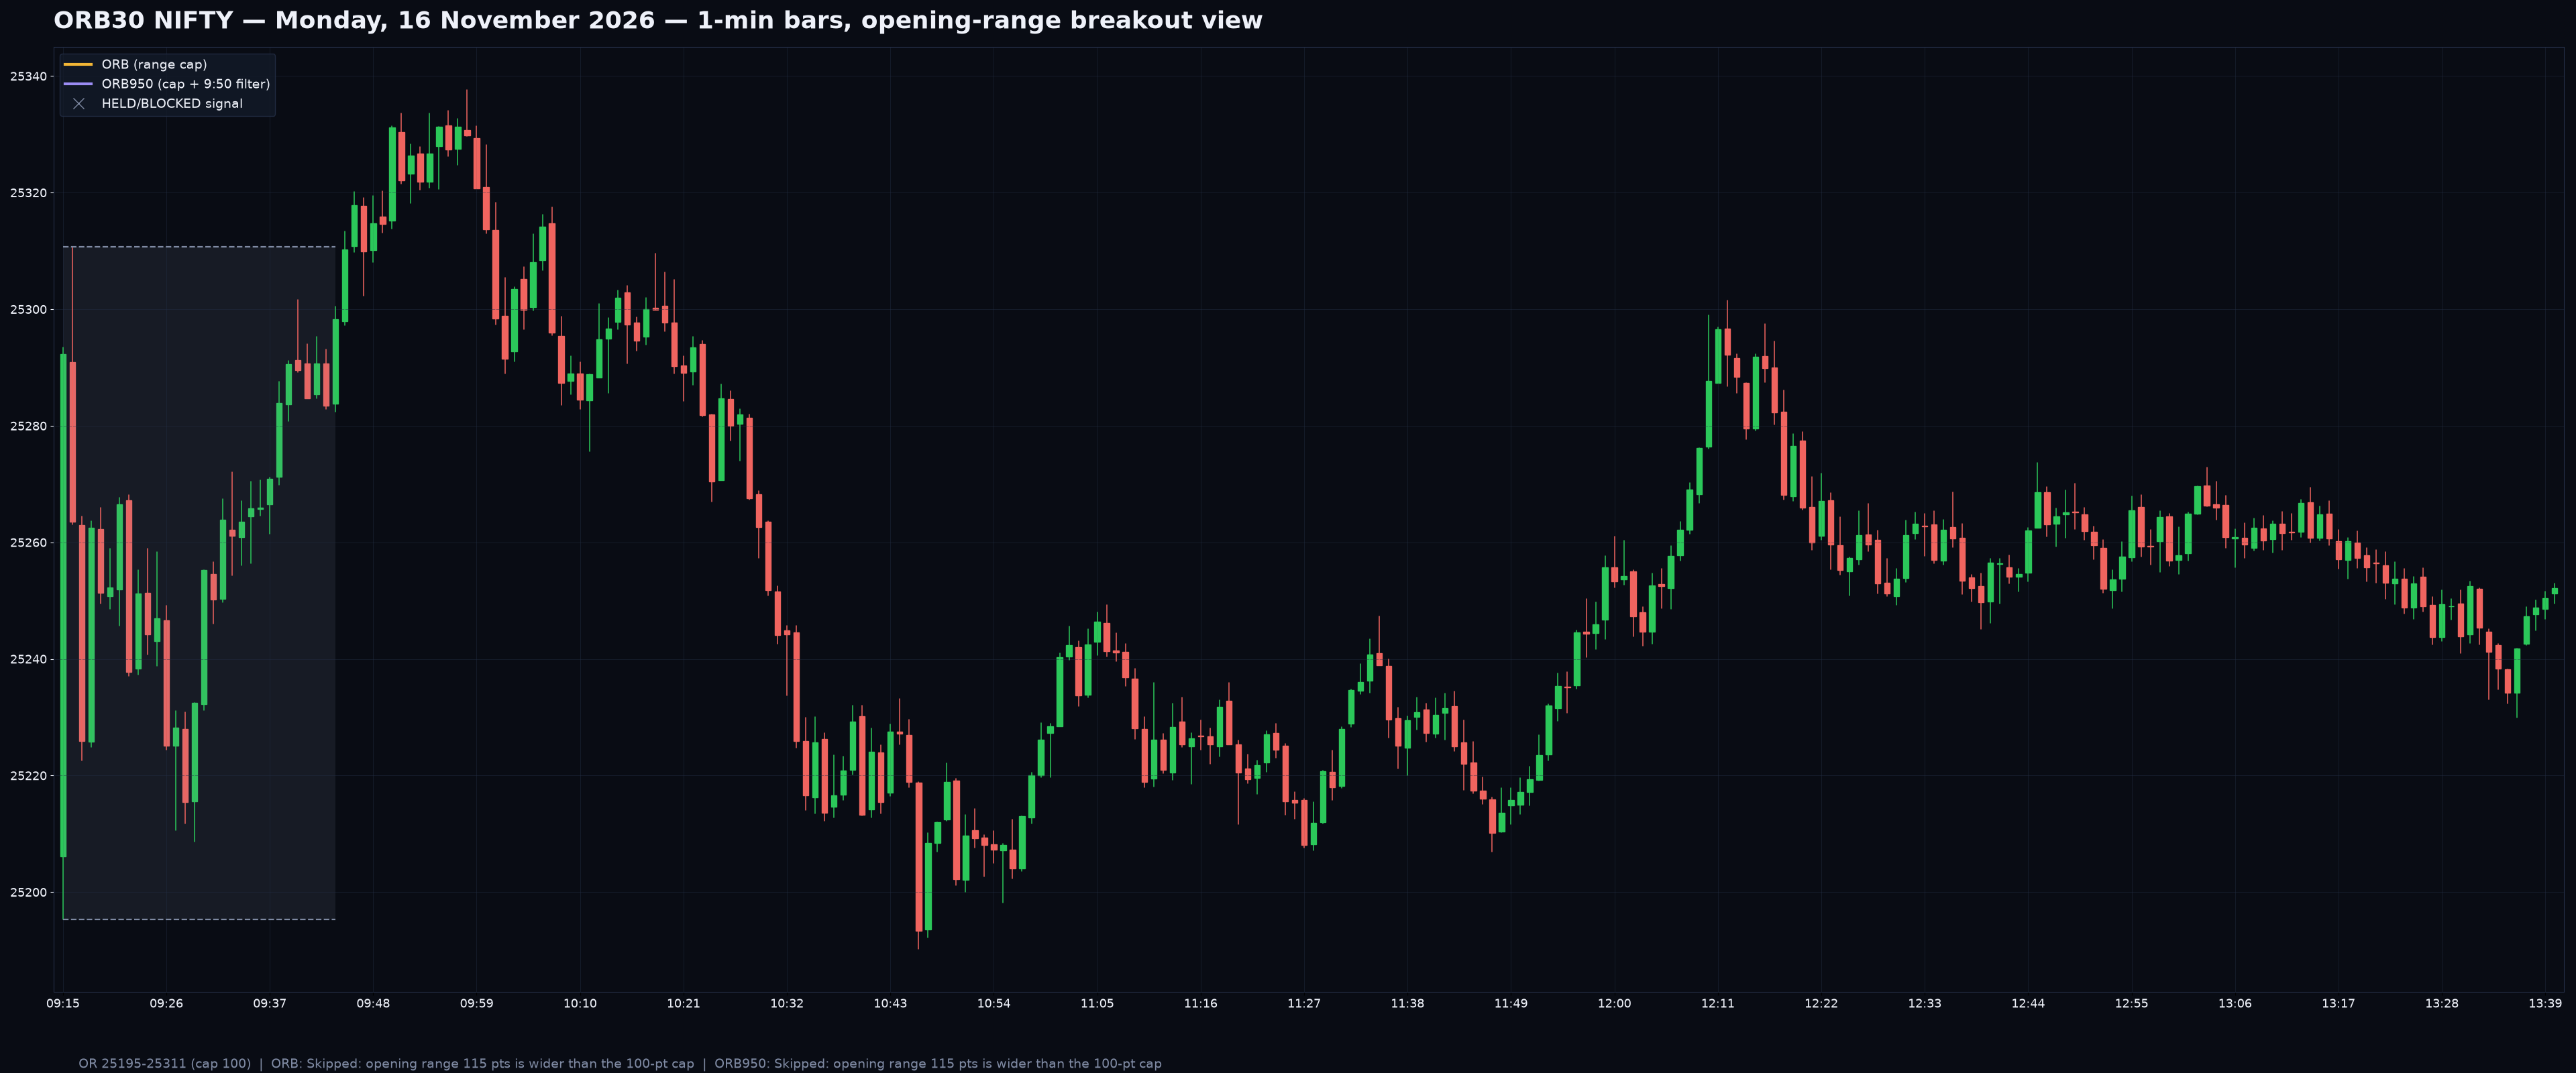 ORB30 NIFTY — Monday, 16 November 2026 — 1-min bars, opening-range breakout view
ORB (range cap)
ORB950 (cap + 9:50 filter)
HELD/BLOCKED signal
25340
25320
25300
25280
25260
25240
25220
25200
09:15 09:26 09:37 09:48 09:59 10:10 10:21 10:32 10:43 10:54 11:05 11:16 11:27 11:38 11:49 12:00 12:11 12:22 12:33 12:44 12:55 13:06 13:17 13:28 13:39
OR 25195-25311 (cap 100) | ORB: Skipped: opening range 115 pts is wider than the 100-pt cap | ORB950: Skipped: opening range 115 pts is wider than the 100-pt cap